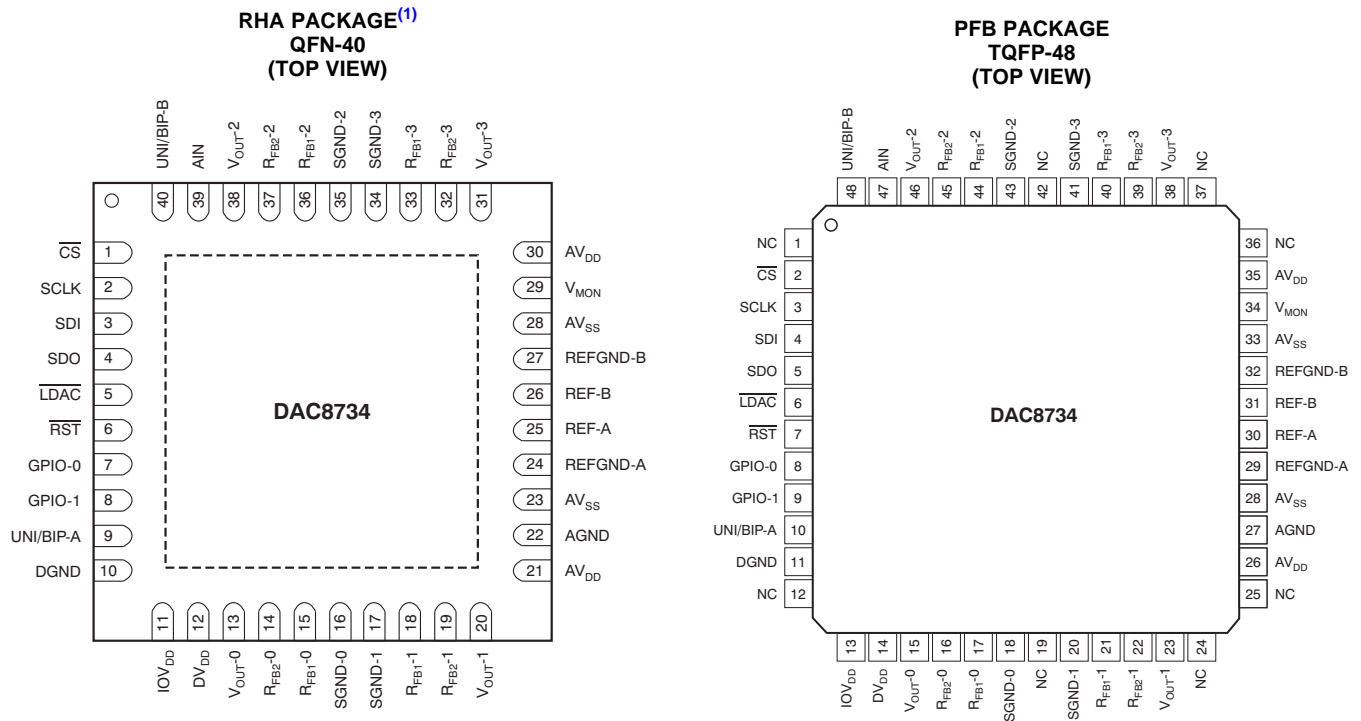 RHA PACKAGE(1)
QFN-40
(TOP VIEW)
UNI/BIP-B
AIN
VOUT-2
RFB2-2
RFB1-2
SGND-2
SGND-3
RFB1-3
RFB2-3
VOUT-3
40 39 38 37 36 35 34 33 32 31
CS 1
SCLK 2
SDI 3
SDO 4
LDAC 5
RST 6
GPIO-0 7
GPIO-1 8
UNI/BIP-A 9
DGND 10
DAC8734
30 AVDD
29 VMON
28 AVSS
27 REFGND-B
26 REF-B
25 REF-A
24 REFGND-A
23 AVSS
22 AGND
21 AVDD
11 12 13 14 15 16 17 18 19 20
IOVDD
DVDD
VOUT-0
RFB2-0
RFB1-0
SGND-0
SGND-1
RFB1-1
RFB2-1
VOUT-1
PFB PACKAGE
TQFP-48
(TOP VIEW)
UNI/BIP-B
AIN
VOUT-2
RFB2-2
RFB1-2
SGND-2
NC
SGND-3
RFB1-3
RFB2-3
VOUT-3
NC
48 47 46 45 44 43 42 41 40 39 38 37
NC 1
CS 2
SCLK 3
SDI 4
SDO 5
LDAC 6
RST 7
GPIO-0 8
GPIO-1 9
UNI/BIP-A 10
DGND 11
NC 12
DAC8734
36 NC
35 AVDD
34 VMON
33 AVSS
32 REFGND-B
31 REF-B
30 REF-A
29 REFGND-A
28 AVSS
27 AGND
26 AVDD
25 NC
13 14 15 16 17 18 19 20 21 22 23 24
IOVDD
DVDD
VOUT-0
RFB2-0
RFB1-0
SGND-0
NC
SGND-1
RFB1-1
RFB2-1
VOUT-1
NC